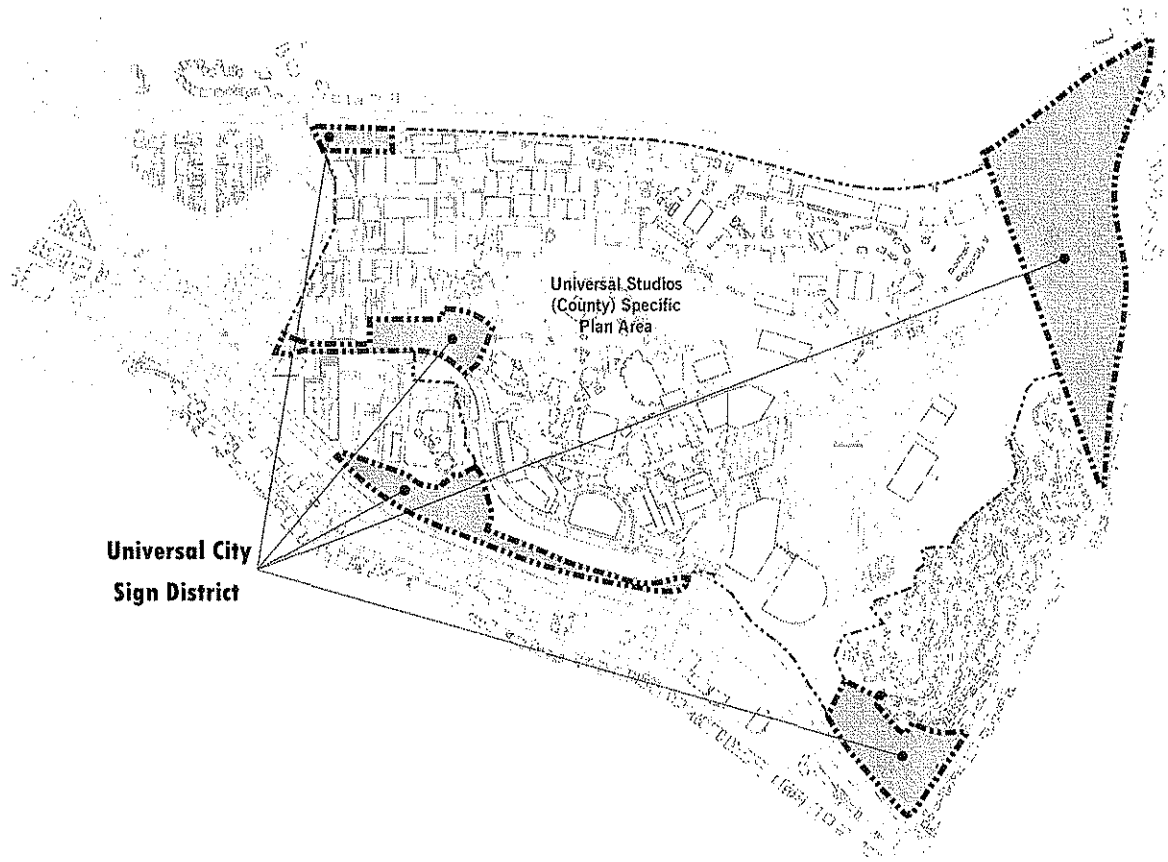 Universal Studios
(County) Specific
Plan Area
Universal City
Sign District